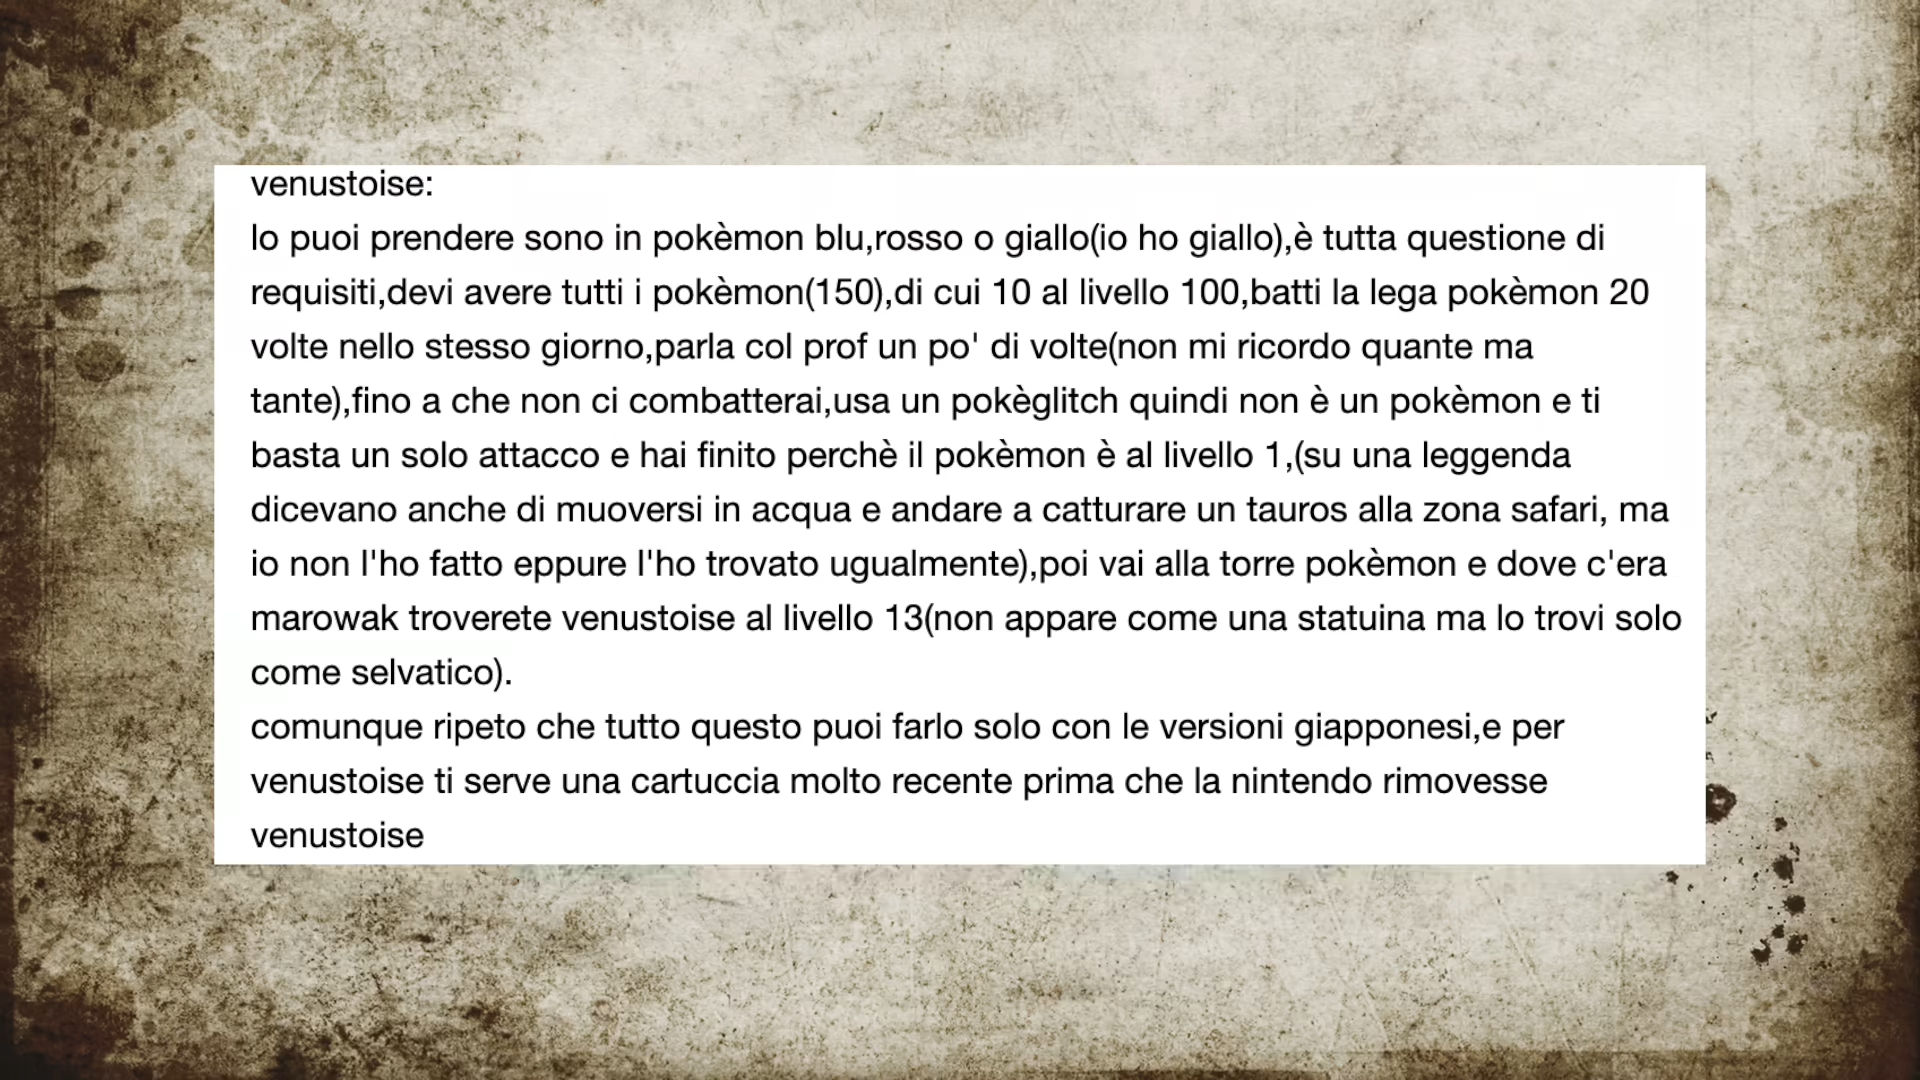 venustoise:
lo puoi prendere sono in pokèmon blu,rosso o giallo(io ho giallo),è tutta questione di
requisiti,devi avere tutti i pokèmon(150),di cui 10 al livello 100,batti la lega pokèmon 20
volte nello stesso giorno,parla col prof un po' di volte(non mi ricordo quante ma
tante),fino a che non ci combatterai,usa un pokèglitch quindi non è un pokèmon e ti
basta un solo attacco e hai finito perchè il pokèmon è al livello 1,(su una leggenda
dicevano anche di muoversi in acqua e andare a catturare un tauros alla zona safari, ma
io non l'ho fatto eppure l'ho trovato ugualmente),poi vai alla torre pokèmon e dove c'era
marowak troverete venustoise al livello 13(non appare come una statuina ma lo trovi solo
come selvatico).
comunque ripeto che tutto questo puoi farlo solo con le versioni giapponesi,e per
venustoise ti serve una cartuccia molto recente prima che la nintendo rimovesse
venustoise